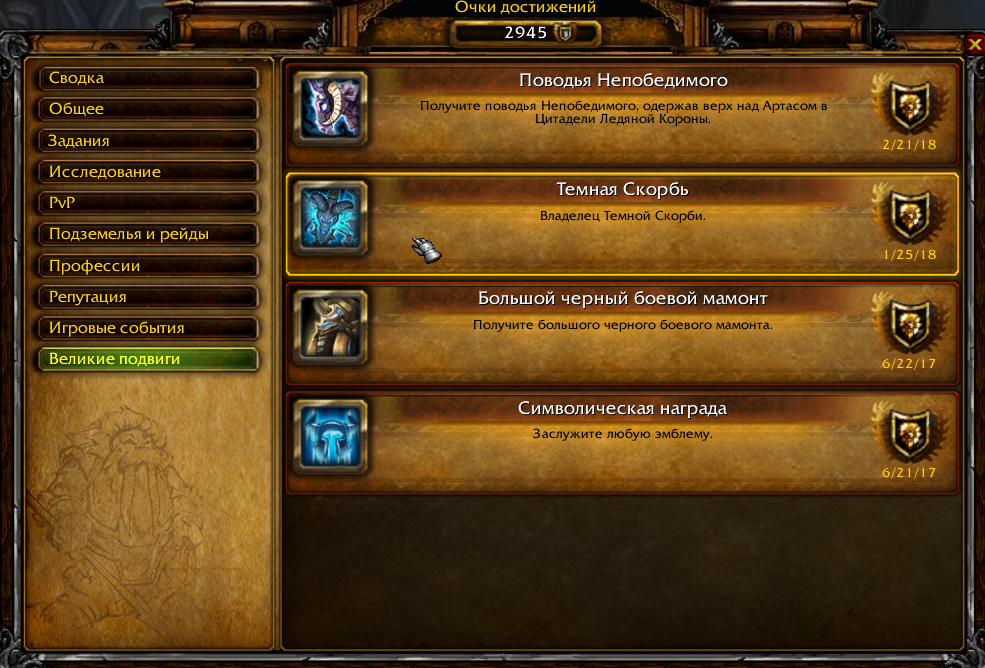 Очки достижений
2945
Сводка
Общее
Задания
Исследование
PvP
Подземелья и рейды
Профессии
Репутация
Игровые события
Великие подвиги
Поводья Непобедимого
Получите поводья Непобедимого, одержав верх над Артасом в
Цитадели Ледяной Короны.
2/21/18
Темная Скорбь
Владелец Темной Скорби.
1/25/18
Большой черный боевой мамонт
Получите большого черного боевого мамонта.
6/22/17
Символическая награда
Заслужите любую эмблему.
6/21/17